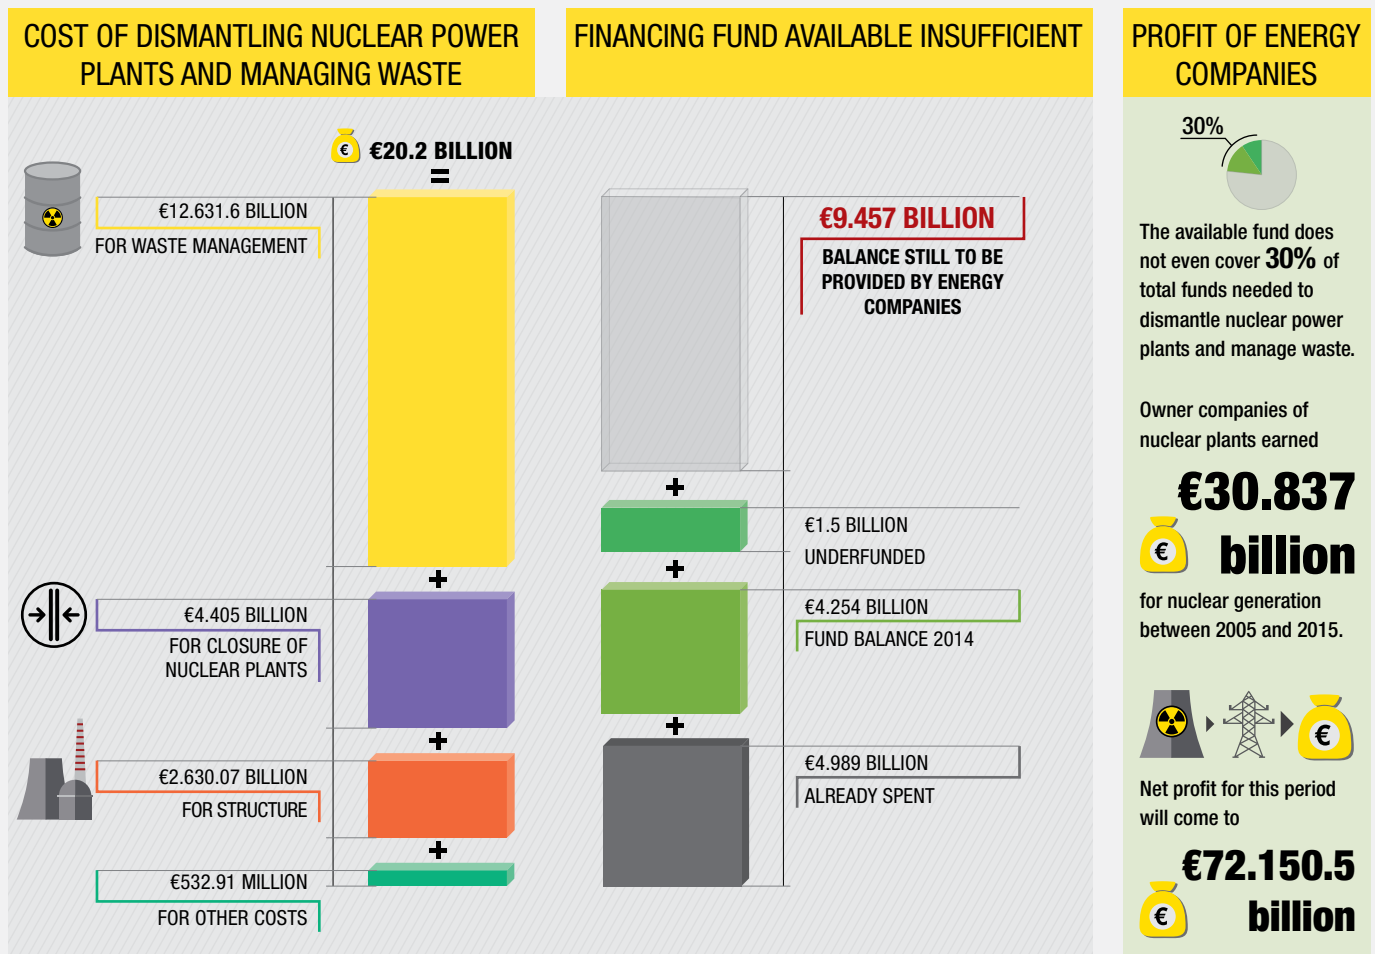 COST OF DISMANTLING NUCLEAR POWER
PLANTS AND MANAGING WASTE
€20.2 BILLION
=
€12.631.6 BILLION
FOR WASTE MANAGEMENT
+
€4.405 BILLION
FOR CLOSURE OF
NUCLEAR PLANTS
+
€2.630.07 BILLION
FOR STRUCTURE
+
€532.91 MILLION
FOR OTHER COSTS
FINANCING FUND AVAILABLE INSUFFICIENT
€9.457 BILLION
BALANCE STILL TO BE
PROVIDED BY ENERGY
COMPANIES
+
€1.5 BILLION
UNDERFUNDED
+
€4.254 BILLION
FUND BALANCE 2014
+
€4.989 BILLION
ALREADY SPENT
PROFIT OF ENERGY
COMPANIES
30%
The available fund does
not even cover 30% of
total funds needed to
dismantle nuclear power
plants and manage waste.
Owner companies of
nuclear plants earned
€30.837
billion
for nuclear generation
between 2005 and 2015.
Net profit for this period
will come to
€72.150.5
billion